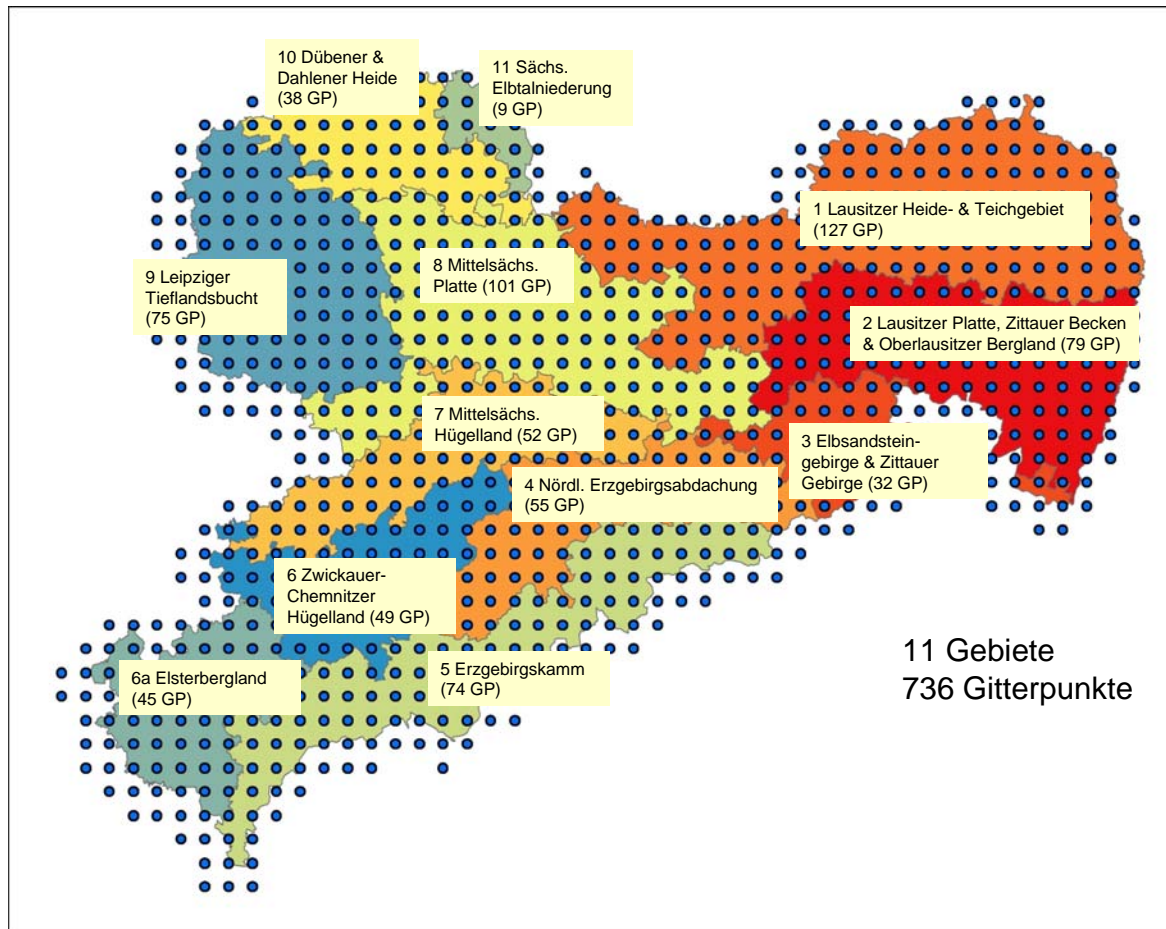 10 Dübener &
Dahlener Heide
(38 GP)
11 Sächs.
Elbtalniederung
(9 GP)
1 Lausitzer Heide- & Teichgebiet
(127 GP)
9 Leipziger
Tieflandsbucht
(75 GP)
8 Mittelsächs.
Platte (101 GP)
2 Lausitzer Platte, Zittauer Becken
& Oberlausitzer Bergland (79 GP)
7 Mittelsächs.
Hügelland (52 GP)
3 Elbsandstein-
gebirge & Zittauer
Gebirge (32 GP)
4 Nördl. Erzgebirgsabdachung
(55 GP)
6 Zwickauer-
Chemnitzer
Hügelland (49 GP)
6a Elsterbergland
(45 GP)
5 Erzgebirgskamm
(74 GP)
11 Gebiete
736 Gitterpunkte